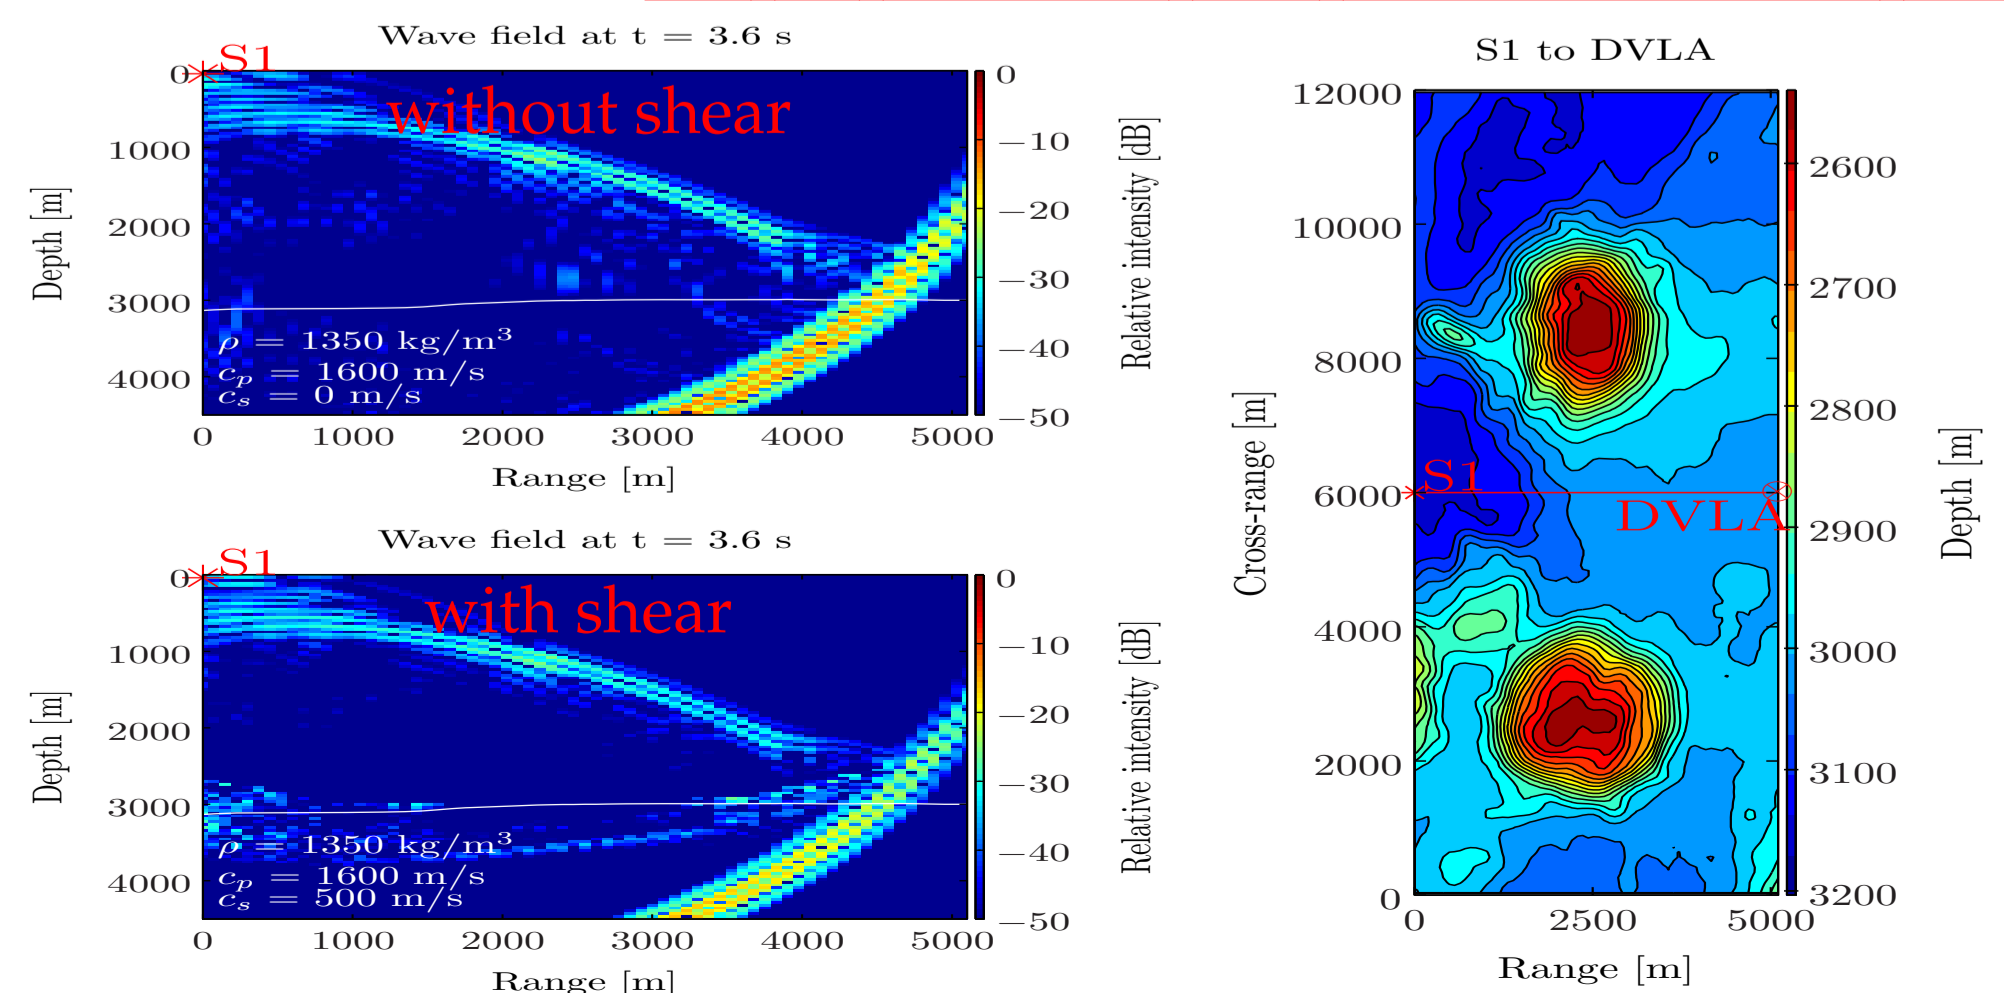 Wave field at t = 3.6 s
S1
without shear
0
1000
2000
3000
4000
Depth [m]
ρ = 1350 kg/m³
c_p = 1600 m/s
c_s = 0 m/s
0 1000 2000 3000 4000 5000
Range [m]
0
−10
−20
−30
−40
−50
Relative intensity [dB]
Wave field at t = 3.6 s
S1
with shear
0
1000
2000
3000
4000
Depth [m]
ρ = 1350 kg/m³
c_p = 1600 m/s
c_s = 500 m/s
0 1000 2000 3000 4000 5000
Range [m]
0
−10
−20
−30
−40
−50
Relative intensity [dB]
S1 to DVLA
12000
10000
8000
6000
4000
2000
0
Cross-range [m]
S1
DVLA
0 2500 5000
Range [m]
2600
2700
2800
2900
3000
3100
3200
Depth [m]